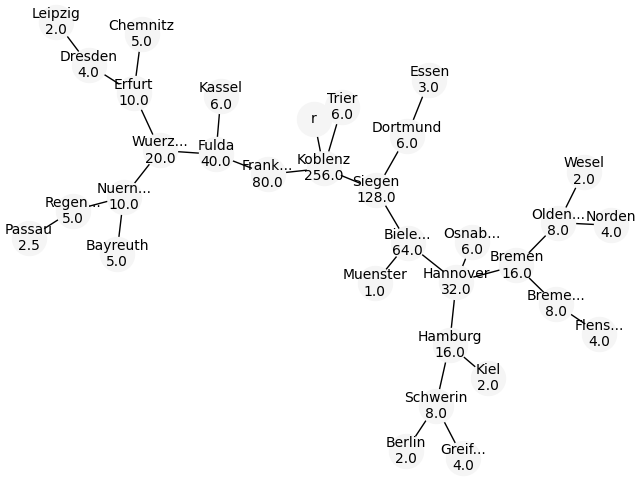 Leipzig
2.0
Chemnitz
5.0
Dresden
4.0
Erfurt
10.0
Kassel
6.0
Essen
3.0
Trier
6.0
r
Dortmund
6.0
Wuerz...
20.0
Fulda
40.0
Frank...
80.0
Koblenz
256.0
Siegen
128.0
Wesel
2.0
Nuern...
10.0
Regen...
5.0
Passau
2.5
Bayreuth
5.0
Olden...
8.0
Norden
4.0
Biele...
64.0
Osnab...
6.0
Muenster
1.0
Hannover
32.0
Bremen
16.0
Breme...
8.0
Flens...
4.0
Hamburg
16.0
Kiel
2.0
Schwerin
8.0
Berlin
2.0
Greif...
4.0